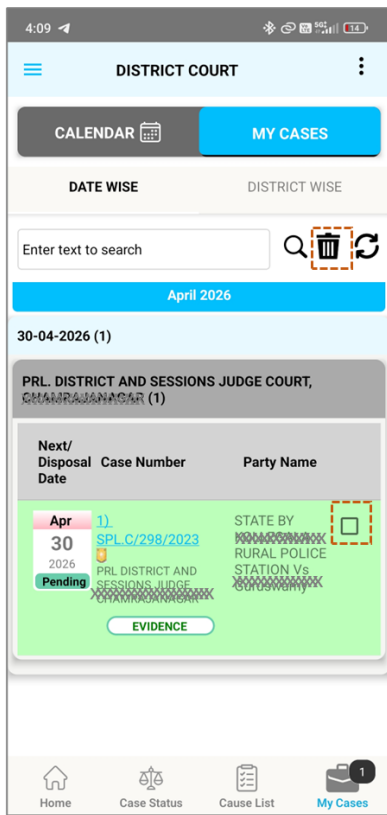 4:09
5G
14
DISTRICT COURT
CALENDAR
MY CASES
DATE WISE
DISTRICT WISE
Enter text to search
April 2026
30-04-2026 (1)
PRL. DISTRICT AND SESSIONS JUDGE COURT,
(1)
Next/
Disposal
Date
Case Number
Party Name
Apr
30
2026
Pending
1)
SPL.C/298/2023
PRL DISTRICT AND
SESSIONS JUDGE
EVIDENCE
STATE BY
RURAL POLICE
STATION Vs
Home
Case Status
Cause List
1
My Cases